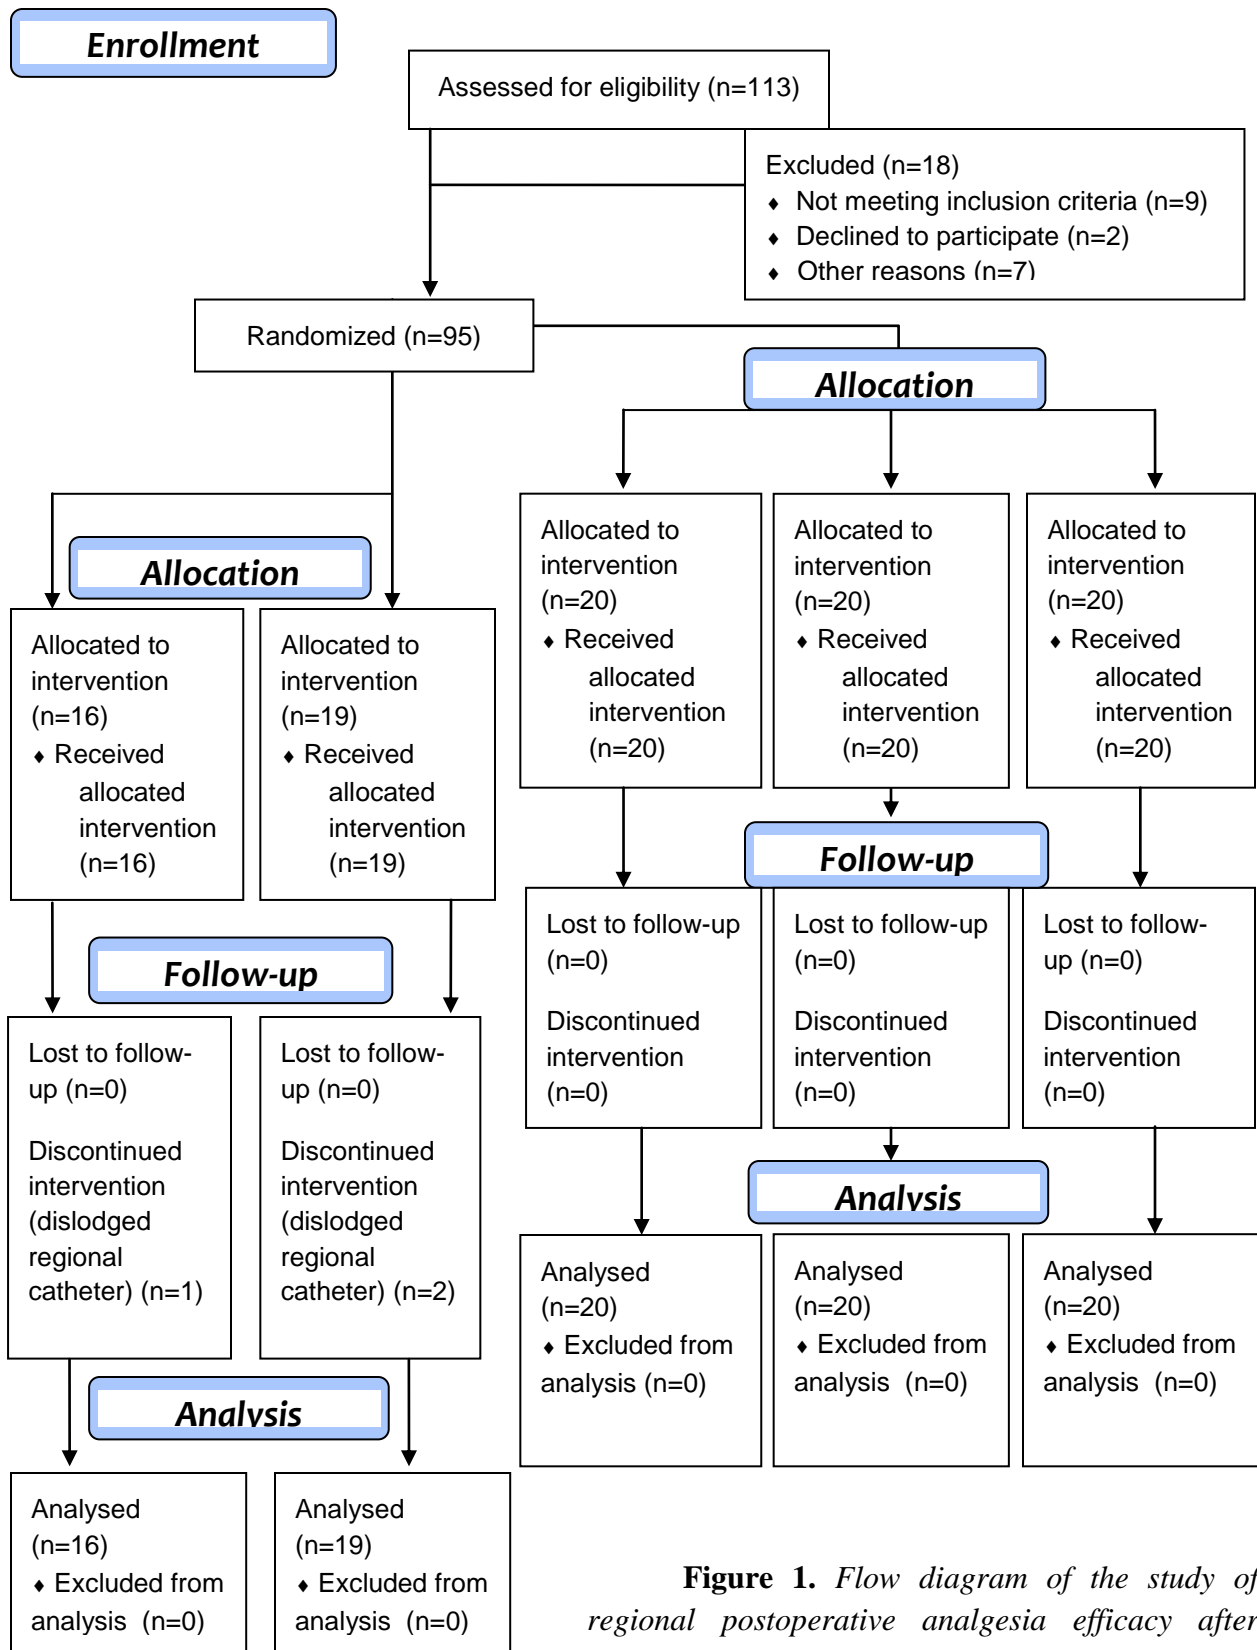 Enrollment
Assessed for eligibility (n=113)
Excluded (n=18)
♦ Not meeting inclusion criteria (n=9)
♦ Declined to participate (n=2)
♦ Other reasons (n=7)
Randomized (n=95)
Allocation
Allocated to
intervention
(n=20)
♦ Received
allocated
intervention
(n=20)
Allocated to
intervention
(n=20)
♦ Received
allocated
intervention
(n=20)
Allocated to
intervention
(n=20)
♦ Received
allocated
intervention
(n=20)
Follow-up
Lost to follow-up
(n=0)
Discontinued
intervention
(n=0)
Lost to follow-up
(n=0)
Discontinued
intervention
(n=0)
Lost to follow-
up (n=0)
Discontinued
intervention
(n=0)
Analysis
Analysed
(n=20)
♦ Excluded from
analysis (n=0)
Analysed
(n=20)
♦ Excluded from
analysis (n=0)
Analysed
(n=20)
♦ Excluded from
analysis (n=0)
Allocation
Allocated to
intervention
(n=16)
♦ Received
allocated
intervention
(n=16)
Allocated to
intervention
(n=19)
♦ Received
allocated
intervention
(n=19)
Follow-up
Lost to follow-
up (n=0)
Discontinued
intervention
(dislodged
regional
catheter) (n=1)
Lost to follow-
up (n=0)
Discontinued
intervention
(dislodged
regional
catheter) (n=2)
Analysis
Analysed
(n=16)
♦ Excluded from
analysis (n=0)
Analysed
(n=19)
♦ Excluded from
analysis (n=0)
Figure 1. Flow diagram of the study of
regional postoperative analgesia efficacy after